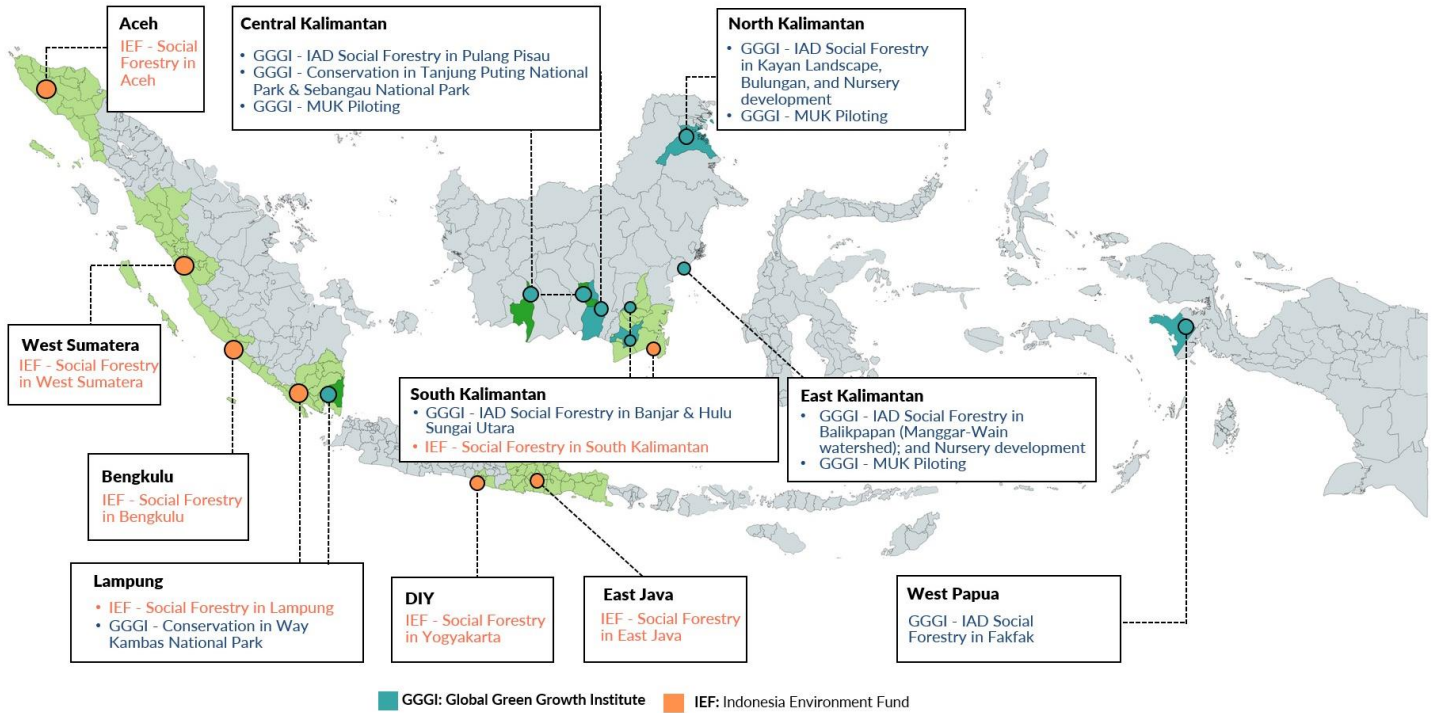 Aceh
IEF - Social
Forestry in
Aceh
Central Kalimantan
• GGGI - IAD Social Forestry in Pulang Pisau
• GGGI - Conservation in Tanjung Puting National
Park & Sebangau National Park
• GGGI - MUK Piloting
North Kalimantan
• GGGI - IAD Social Forestry
in Kayan Landscape,
Bulungan, and Nursery
development
• GGGI - MUK Piloting
West Sumatera
IEF - Social Forestry
in West Sumatera
South Kalimantan
• GGGI - IAD Social Forestry in Banjar & Hulu
Sungai Utara
• IEF - Social Forestry in South Kalimantan
East Kalimantan
• GGGI - IAD Social Forestry in
Balikpapan (Manggar-Wain
watershed); and Nursery development
• GGGI - MUK Piloting
Bengkulu
IEF - Social Forestry
in Bengkulu
Lampung
• IEF - Social Forestry in Lampung
• GGGI - Conservation in Way
Kambas National Park
DIY
IEF - Social Forestry
in Yogyakarta
East Java
IEF - Social Forestry
in East Java
West Papua
GGGI - IAD Social
Forestry in Fakfak
GGGI: Global Green Growth Institute
IEF: Indonesia Environment Fund